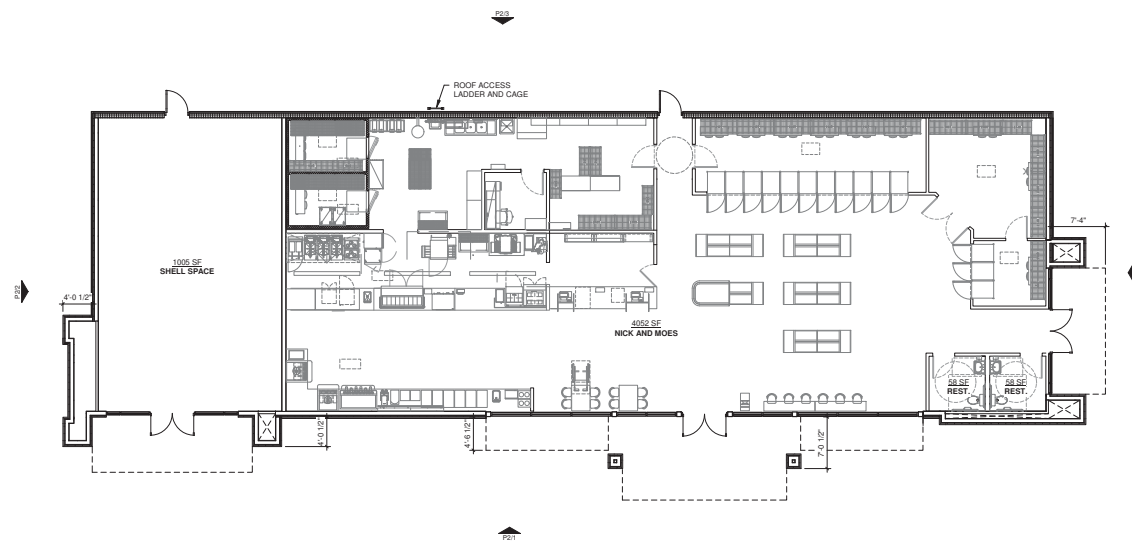 P2/3
ROOF ACCESS
LADDER AND CAGE
7'-4"
1005 SF
SHELL SPACE
P2/2
4'-0 1/2"
4052 SF
NICK AND MOES
58 SF
REST.
58 SF
REST.
4'-0 1/2"
4'-6 1/2"
7'-0 1/2"
P2/1